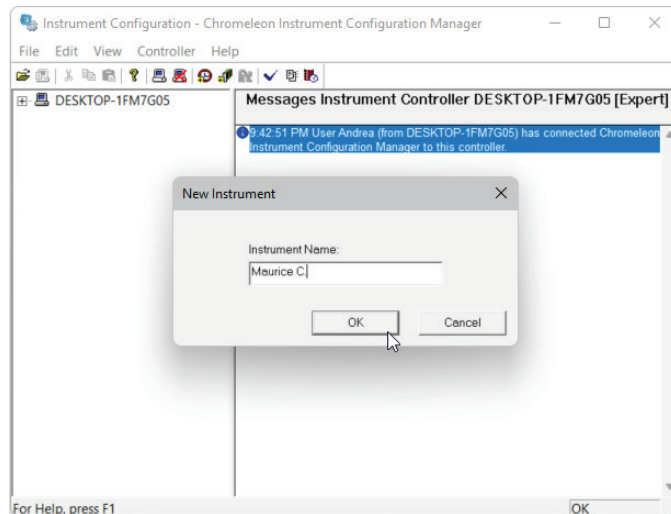 Instrument Configuration - Chromeleon Instrument Configuration Manager
File Edit View Controller Help
DESKTOP-1FM7G05
Messages Instrument Controller DESKTOP-1FM7G05 [Expert]
9:42:51 PM User Andrea (from DESKTOP-1FM7G05) has connected Chromeleon
Instrument Configuration Manager to this controller.
New Instrument
Instrument Name:
Maurice C.
OK Cancel
For Help, press F1 OK